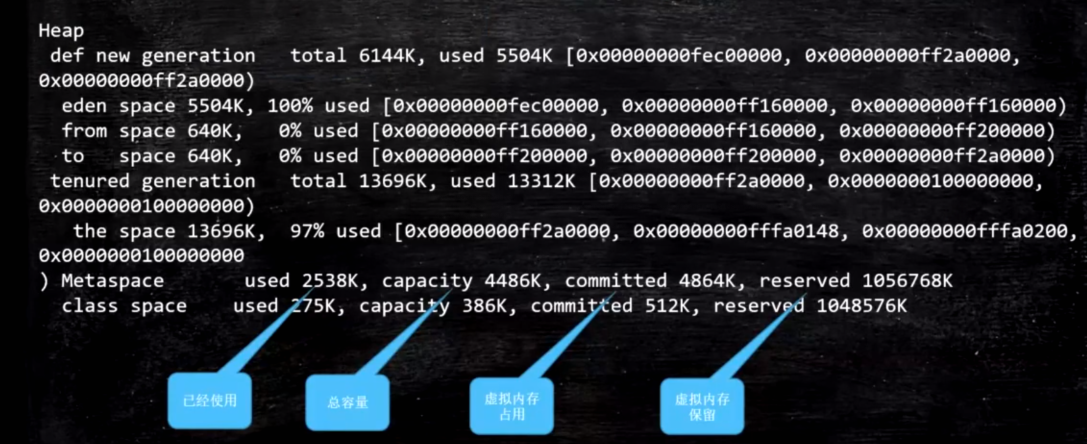 Heap
def new generation   total 6144K, used 5504K [0x00000000fec00000, 0x00000000ff2a0000,
0x00000000ff2a0000)
eden space 5504K, 100% used [0x00000000fec00000, 0x00000000ff160000, 0x00000000ff160000)
from space 640K,   0% used [0x00000000ff160000, 0x00000000ff160000, 0x00000000ff200000)
to   space 640K,   0% used [0x00000000ff200000, 0x00000000ff200000, 0x00000000ff2a0000)
tenured generation   total 13696K, used 13312K [0x00000000ff2a0000, 0x0000000100000000,
0x0000000100000000)
the space 13696K,  97% used [0x00000000ff2a0000, 0x00000000fffa0148, 0x00000000fffa0200,
0x0000000100000000
) Metaspace       used 2538K, capacity 4486K, committed 4864K, reserved 1056768K
class space    used 275K, capacity 386K, committed 512K, reserved 1048576K
已经使用
总容量
虚拟内存
占用
虚拟内存
保留